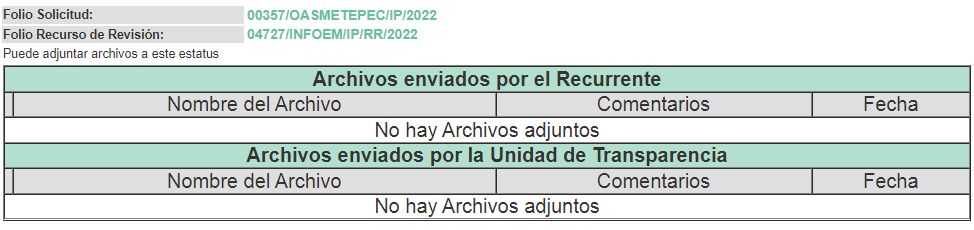 Folio Solicitud: 00357/OASMETEPEC/IP/2022
Folio Recurso de Revisión: 04727/INFOEM/IP/RR/2022
Puede adjuntar archivos a este estatus
Archivos enviados por el Recurrente
Nombre del Archivo Comentarios Fecha
No hay Archivos adjuntos
Archivos enviados por la Unidad de Transparencia
Nombre del Archivo Comentarios Fecha
No hay Archivos adjuntos